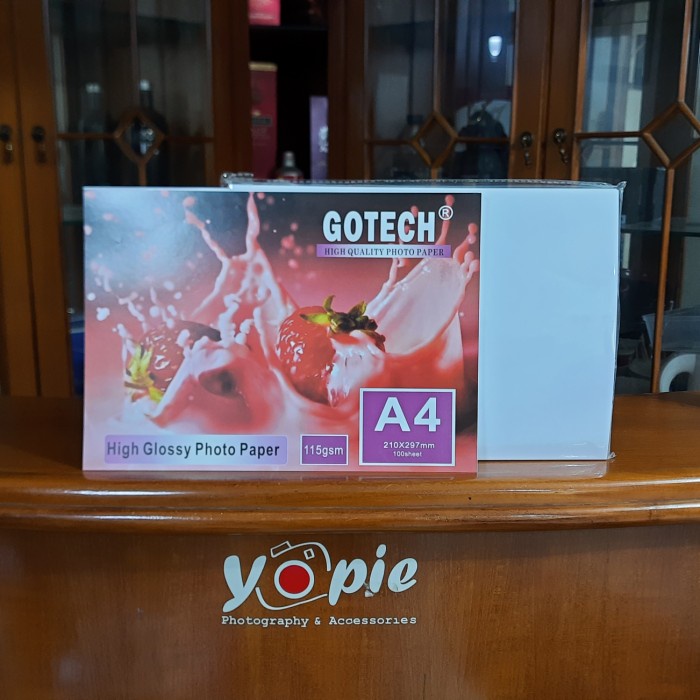 GOTECH®
HIGH QUALITY PHOTO PAPER
High Glossy Photo Paper
115gsm
A4
210X297mm
100sheet
yopie
Photography & Accessories